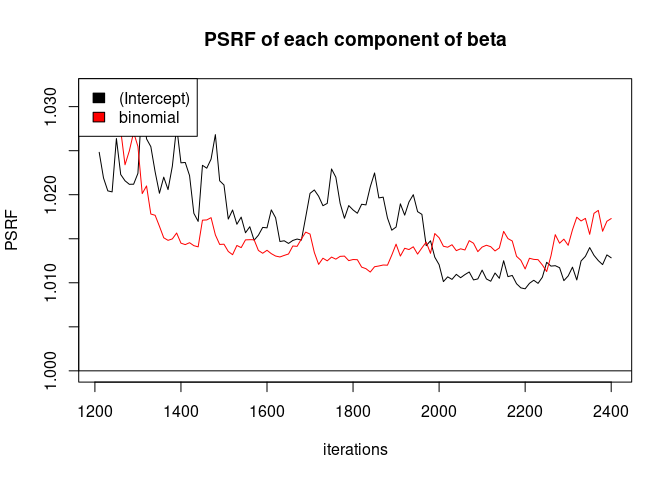 PSRF of each component of beta
(Intercept)
binomial
PSRF
1.030
1.020
1.010
1.000
1200 1400 1600 1800 2000 2200 2400
iterations